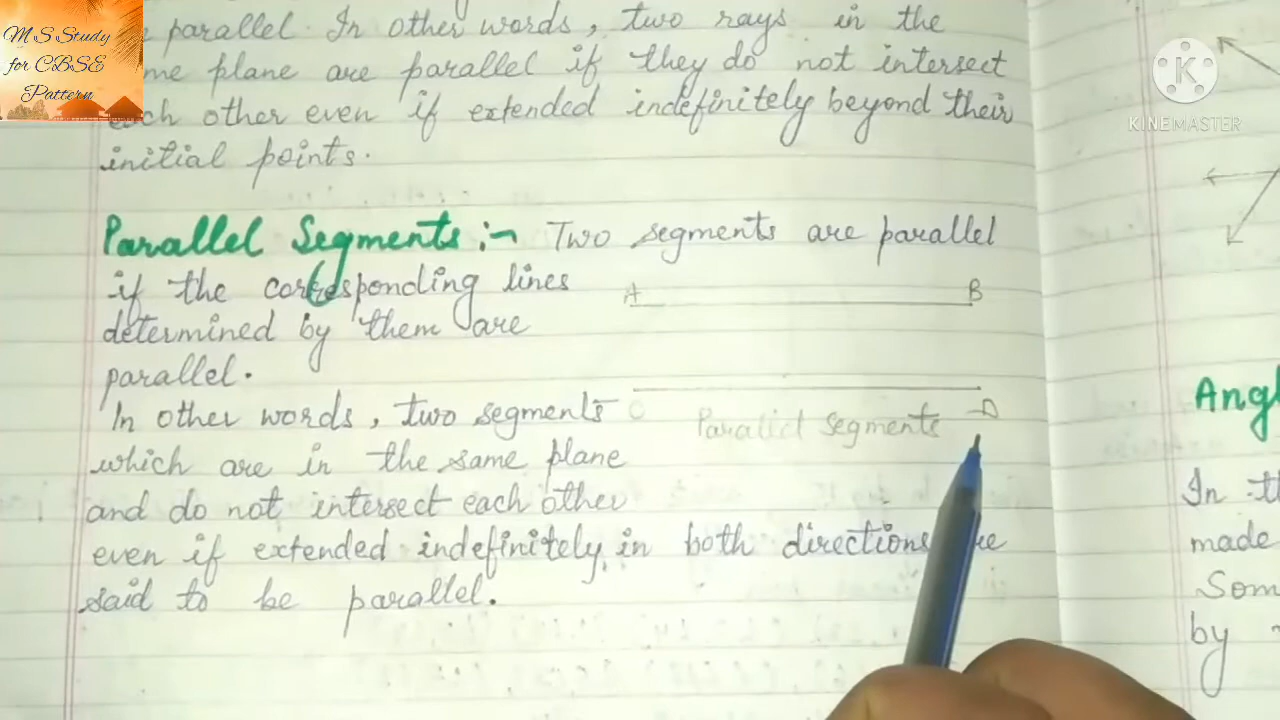 M S Study
for CBSE
Pattern
KINEMASTER
parallel. In other words, two rays in the
me plane are parallel if they do not intersect
each other even if extended indefinitely beyond their
initial points.
Parallel Segments :- Two segments are parallel
if the corresponding lines
determined by them are
parallel.
A B
In other words, two segments
C D
Parallel Segments
which are in the same plane
and do not intersect each other
even if extended indefinitely, in both directions
said to be parallel.
Angl
In th
made
Som
by